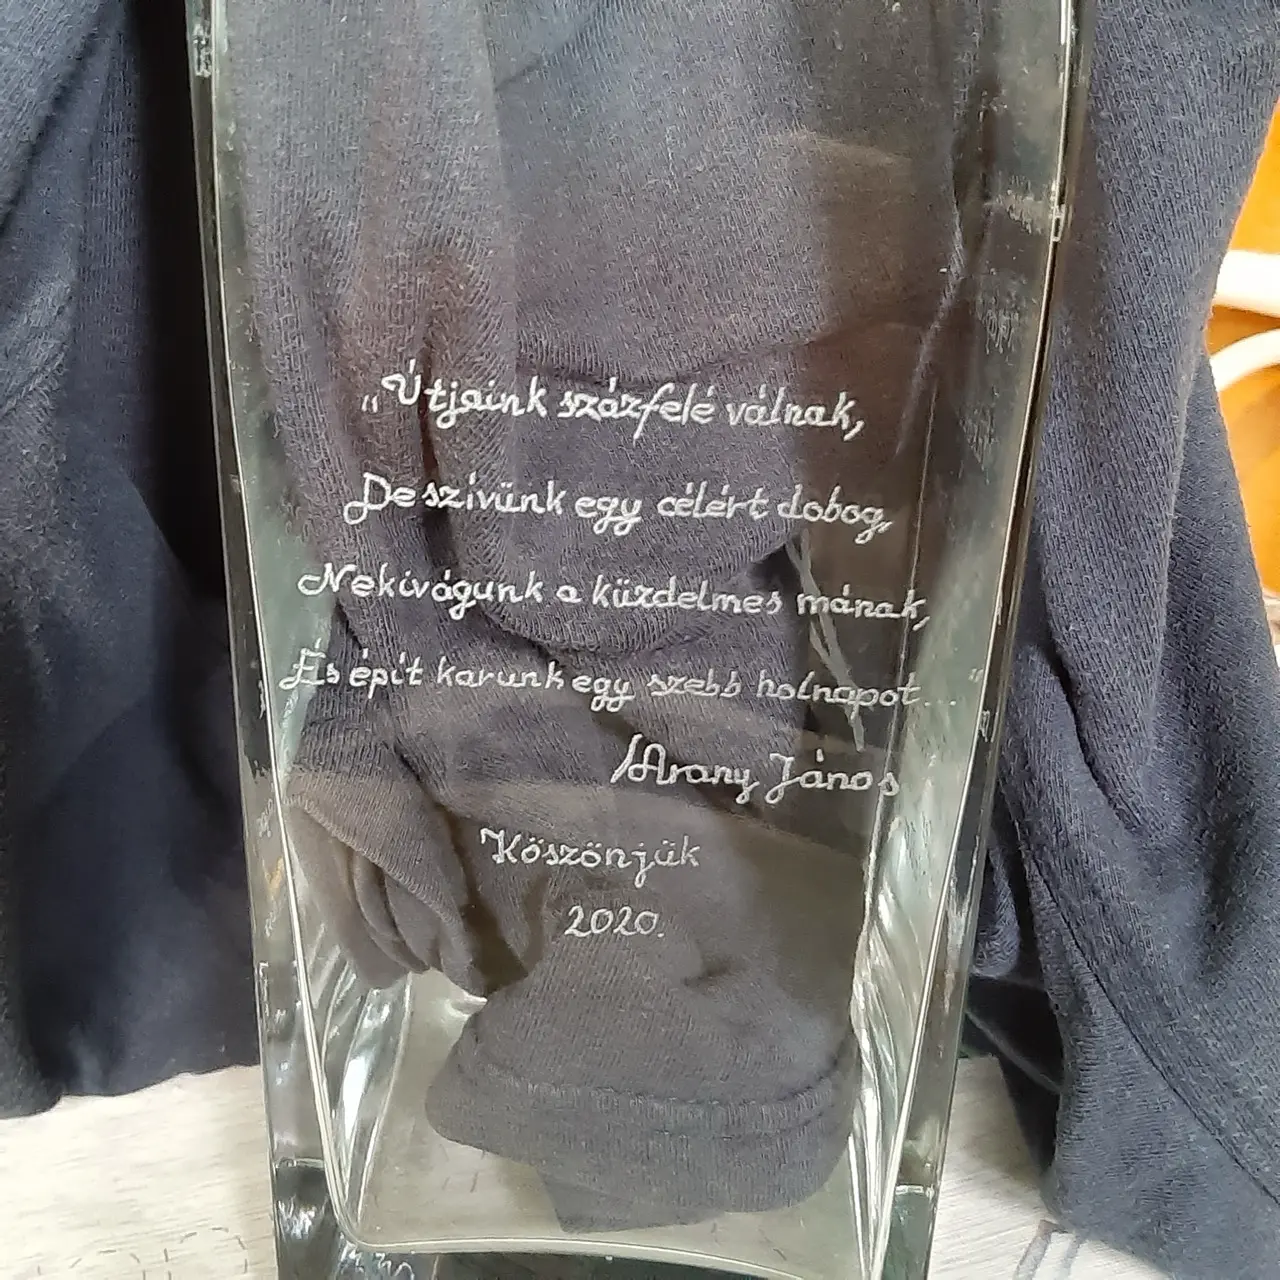 „Útjaink százfelé válnak,
De szívünk egy célért dobog,
Nekivágunk a küzdelmes mának,
És épít karunk egy szebb holnapot..."
/Arany János
Köszönjük
2020.